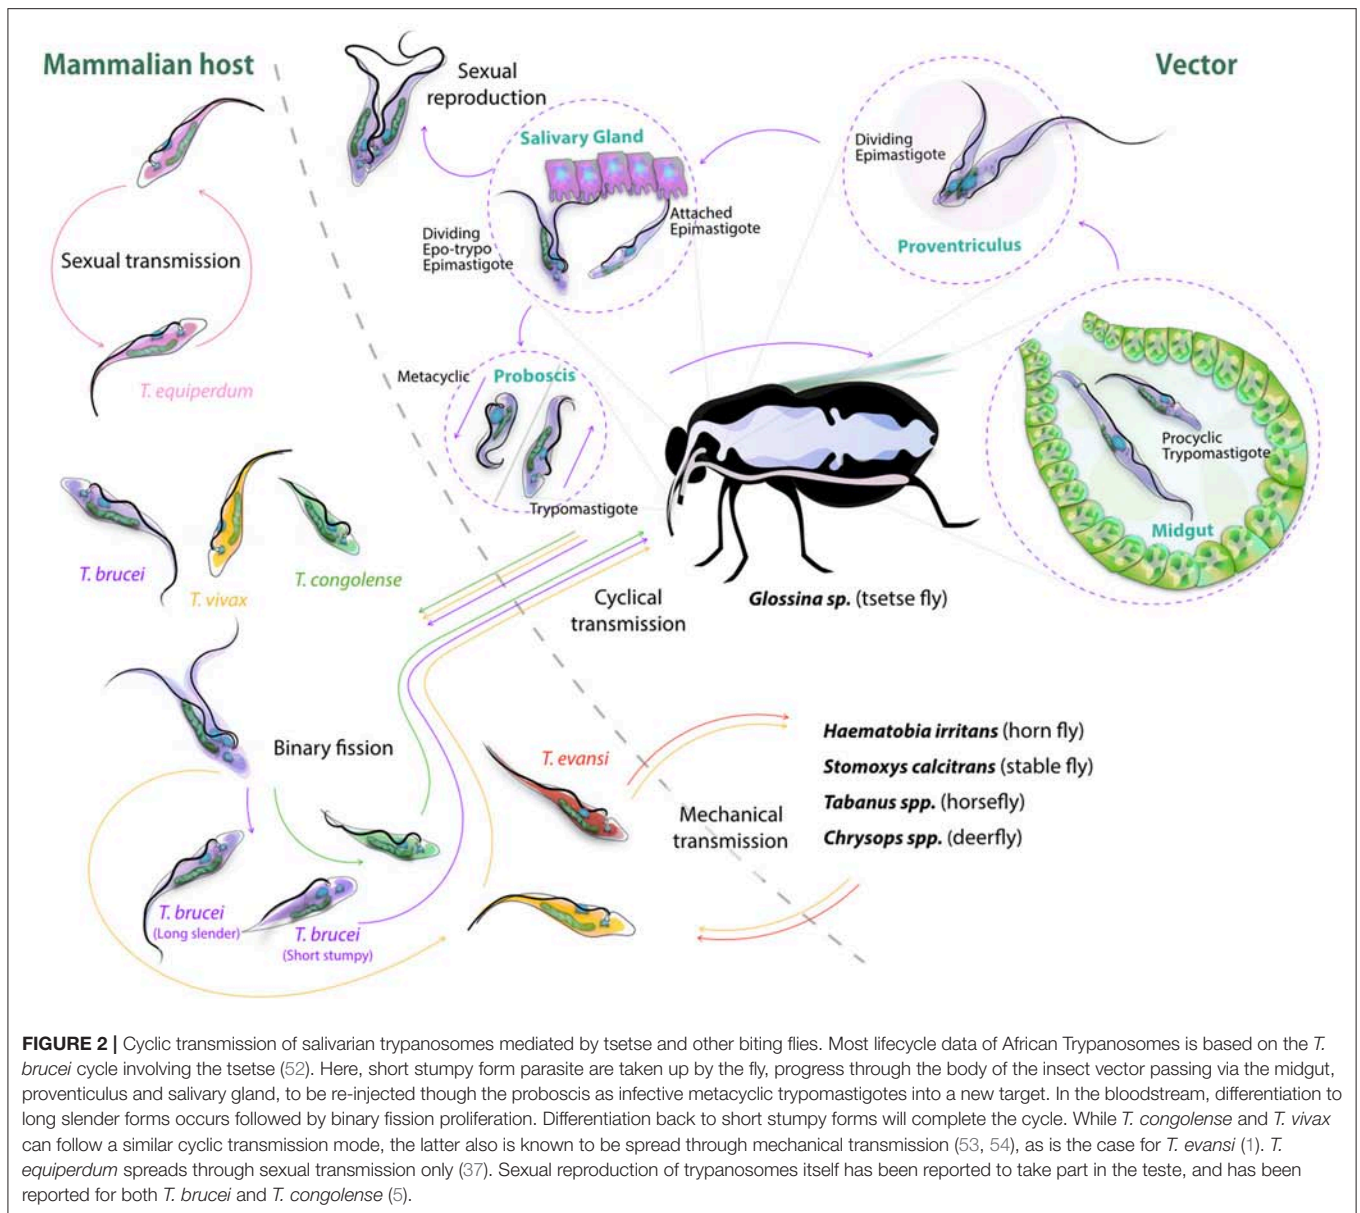 Mammalian host
Vector
Sexual
reproduction
Salivary Gland
Dividing
Epimastigote
Proventriculus
Attached
Epimastigote
Dividing
Epo-trypo
Epimastigote
Sexual transmission
T. equiperdum
Metacyclic
Proboscis
Trypomastigote
Procyclic
Trypomastigote
Midgut
T. brucei
T. vivax
T. congolense
Cyclical
transmission
Glossina sp. (tsetse fly)
Binary fission
T. evansi
Haematobia irritans (horn fly)
Stomoxys calcitrans (stable fly)
Tabanus spp. (horsefly)
Chrysops spp. (deerfly)
Mechanical
transmission
T. brucei
(Long slender)
T. brucei
(Short stumpy)
FIGURE 2 | Cyclic transmission of salivarian trypanosomes mediated by tsetse and other biting flies. Most lifecycle data of African Trypanosomes is based on the T.
brucei cycle involving the tsetse (52). Here, short stumpy form parasite are taken up by the fly, progress through the body of the insect vector passing via the midgut,
proventiculus and salivary gland, to be re-injected though the proboscis as infective metacyclic trypomastigotes into a new target. In the bloodstream, differentiation to
long slender forms occurs followed by binary fission proliferation. Differentiation back to short stumpy forms will complete the cycle. While T. congolense and T. vivax
can follow a similar cyclic transmission mode, the latter also is known to be spread through mechanical transmission (53, 54), as is the case for T. evansi (1). T.
equiperdum spreads through sexual transmission only (37). Sexual reproduction of trypanosomes itself has been reported to take part in the teste, and has been
reported for both T. brucei and T. congolense (5).